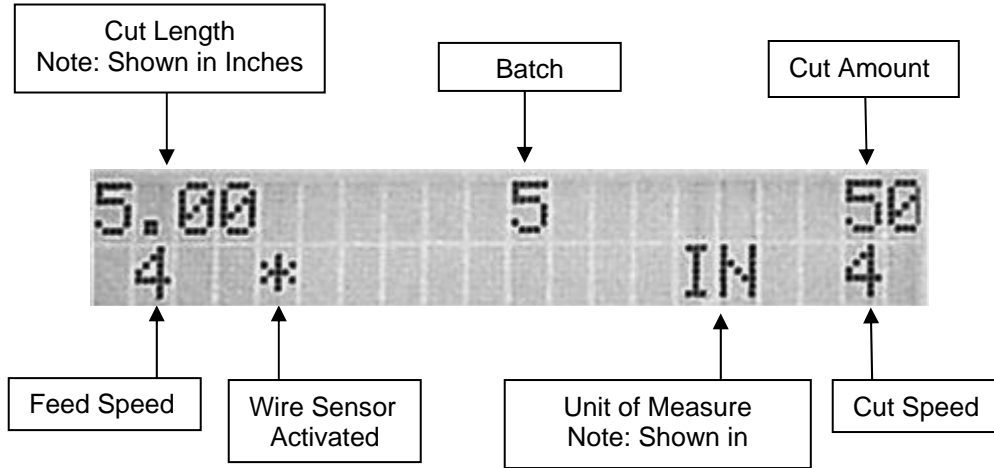 Cut Length
Note: Shown in Inches
Batch
Cut Amount
5.00 5 50
4 * IN 4
Feed Speed
Wire Sensor
Activated
Unit of Measure
Note: Shown in
Cut Speed